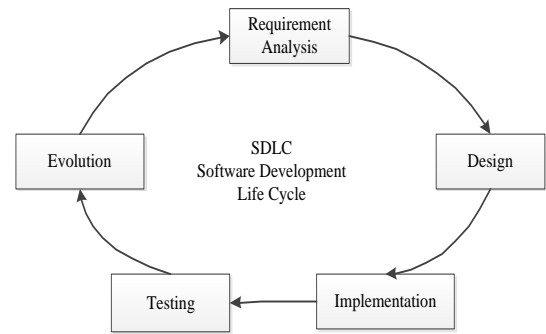 Requirement
Analysis
Evolution
SDLC
Software Development
Life Cycle
Design
Testing
Implementation